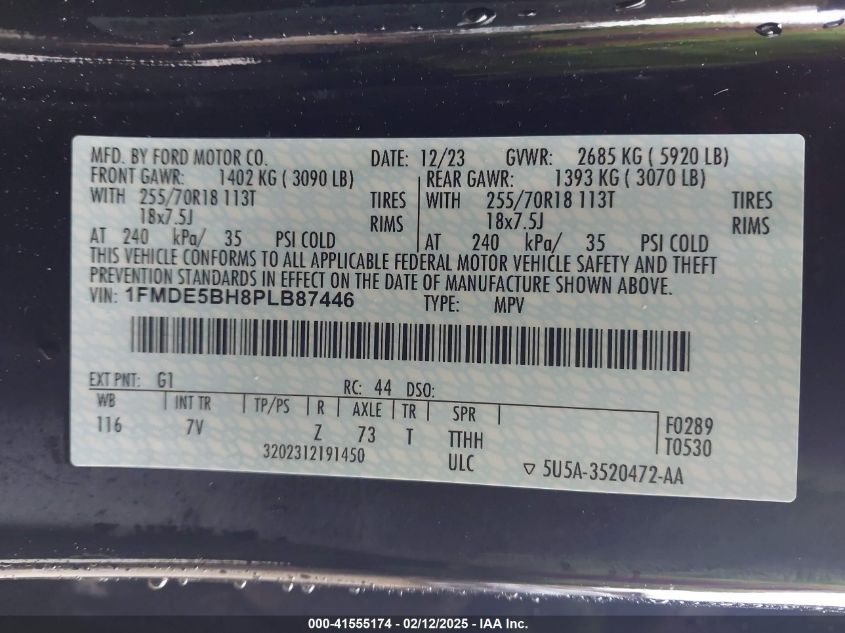 MFD. BY FORD MOTOR CO. DATE: 12/23 GVWR: 2685 KG ( 5920 LB)
FRONT GAWR: 1402 KG ( 3090 LB) REAR GAWR: 1393 KG ( 3070 LB)
WITH 255/70R18 113T TIRES WITH 255/70R18 113T TIRES
18x7.5J RIMS 18x7.5J RIMS
AT 240 kPa/ 35 PSI COLD AT 240 kPa/ 35 PSI COLD
THIS VEHICLE CONFORMS TO ALL APPLICABLE FEDERAL MOTOR VEHICLE SAFETY AND THEFT
PREVENTION STANDARDS IN EFFECT ON THE DATE OF MANUFACTURE SHOWN ABOVE.
VIN: 1FMDE5BH8PLB87446 TYPE: MPV
EXT PNT: G1 RC: 44 DSO:
WB INT TR TP/PS R AXLE TR SPR F0289
116 7V Z 73 T TTHH T0530
3202312191450 ULC ▽ 5U5A-3520472-AA
000-41555174 - 02/12/2025 - IAA Inc.